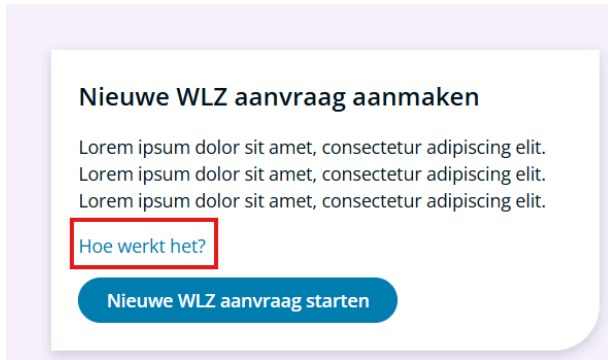 Nieuwe WLZ aanvraag aanmaken
Lorem ipsum dolor sit amet, consectetur adipiscing elit.
Lorem ipsum dolor sit amet, consectetur adipiscing elit.
Lorem ipsum dolor sit amet, consectetur adipiscing elit.
Hoe werkt het?
Nieuwe WLZ aanvraag starten